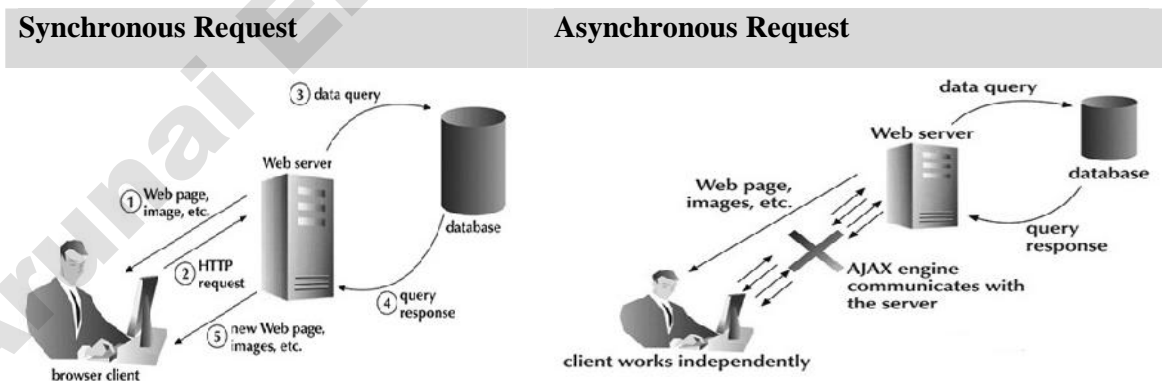 Synchronous Request
Asynchronous Request
3 data query
Web server
1 Web page,
image, etc.
database
2 HTTP
request
4 query
response
5 new Web page,
images, etc.
browser client
data query
Web server
database
Web page,
images, etc.
query
response
AJAX engine
communicates with
the server
client works independently